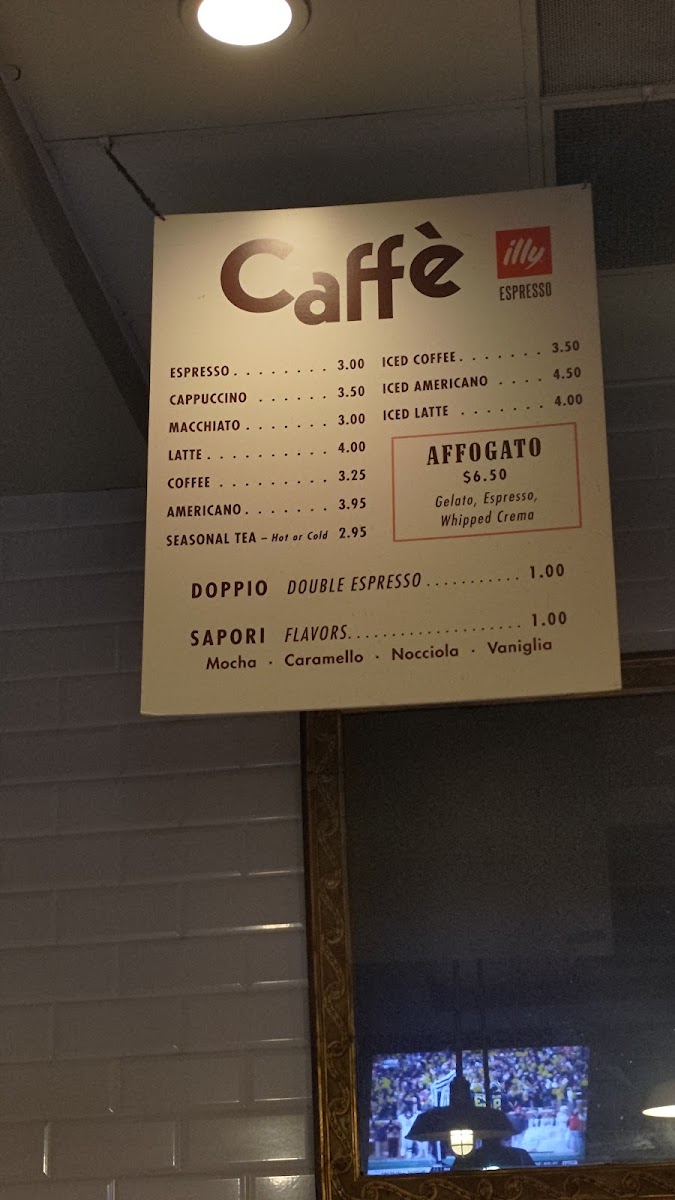 Caffè
illy
ESPRESSO
ESPRESSO . . . . . . . . 3.00
CAPPUCCINO . . . . . . 3.50
MACCHIATO . . . . . . . 3.00
LATTE . . . . . . . . . . 4.00
COFFEE . . . . . . . . . 3.25
AMERICANO . . . . . . . 3.95
SEASONAL TEA – Hot or Cold 2.95
ICED COFFEE . . . . . . . 3.50
ICED AMERICANO . . . . 4.50
ICED LATTE . . . . . . . 4.00
AFFOGATO
$6.50
Gelato, Espresso,
Whipped Crema
DOPPIO DOUBLE ESPRESSO . . . . . . . . . . . 1.00
SAPORI FLAVORS. . . . . . . . . . . . . . . . . . . . 1.00
Mocha · Caramello · Nocciola · Vaniglia